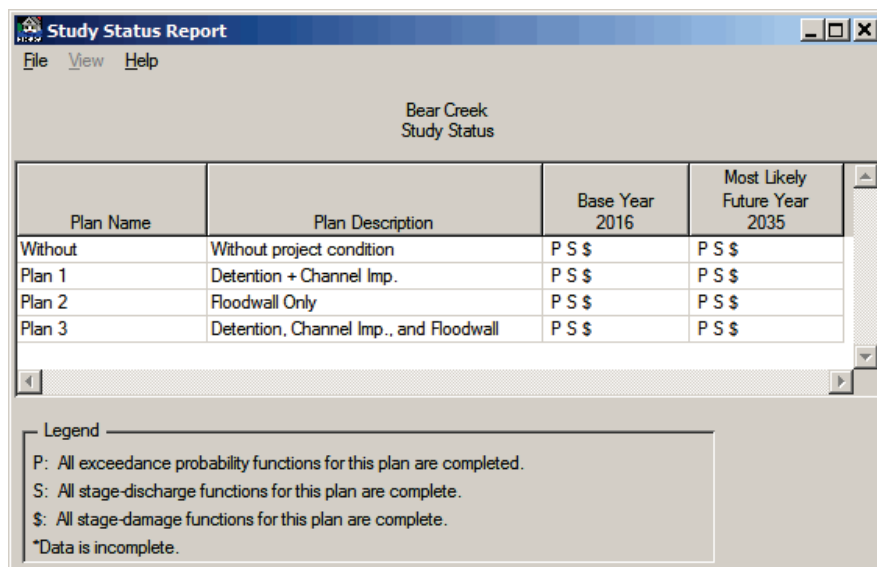 Study Status Report
File View Help
Bear Creek
Study Status
Plan Name Plan Description Base Year 2016 Most Likely Future Year 2035
Without Without project condition P S $ P S $
Plan 1 Detention + Channel Imp. P S $ P S $
Plan 2 Floodwall Only P S $ P S $
Plan 3 Detention, Channel Imp., and Floodwall P S $ P S $
Legend
P: All exceedance probability functions for this plan are completed.
S: All stage-discharge functions for this plan are complete.
$: All stage-damage functions for this plan are complete.
*Data is incomplete.